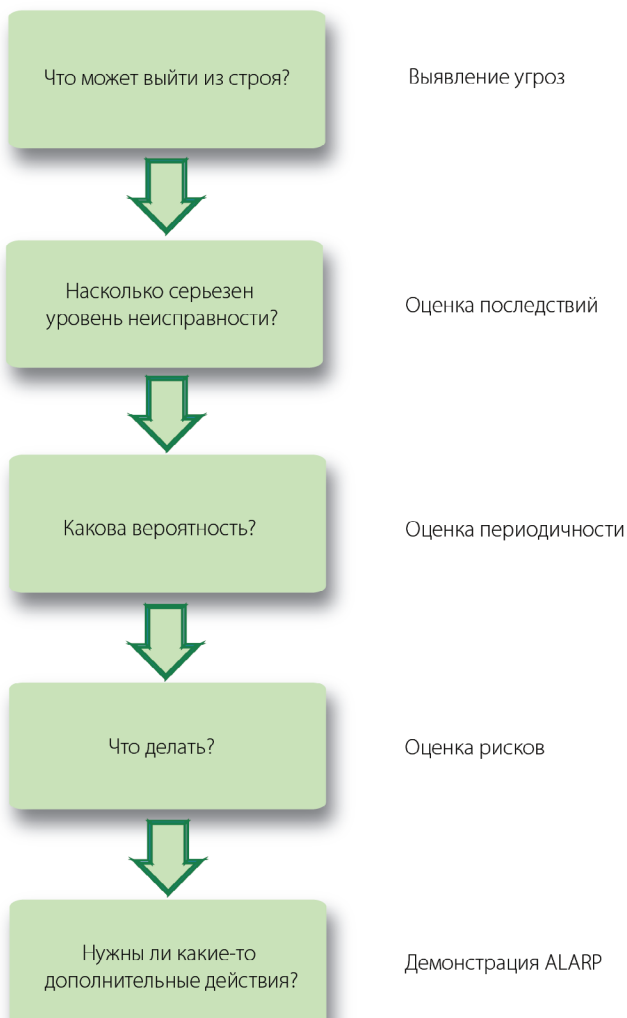 Что может выйти из строя?
Выявление угроз
Насколько серьезен
уровень неисправности?
Оценка последствий
Какова вероятность?
Оценка периодичности
Что делать?
Оценка рисков
Нужны ли какие-то
дополнительные действия?
Демонстрация ALARP